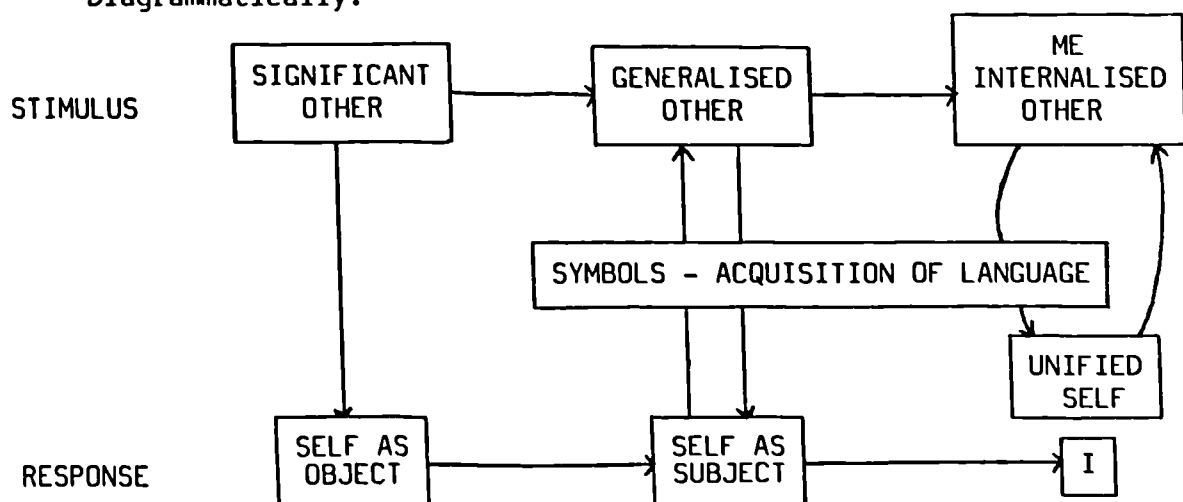 Diagrammatically:
SIGNIFICANT
OTHER
GENERALISED
OTHER
ME
INTERNALISED
OTHER
STIMULUS
SYMBOLS - ACQUISITION OF LANGUAGE
UNIFIED
SELF
SELF AS
OBJECT
SELF AS
SUBJECT
I
RESPONSE